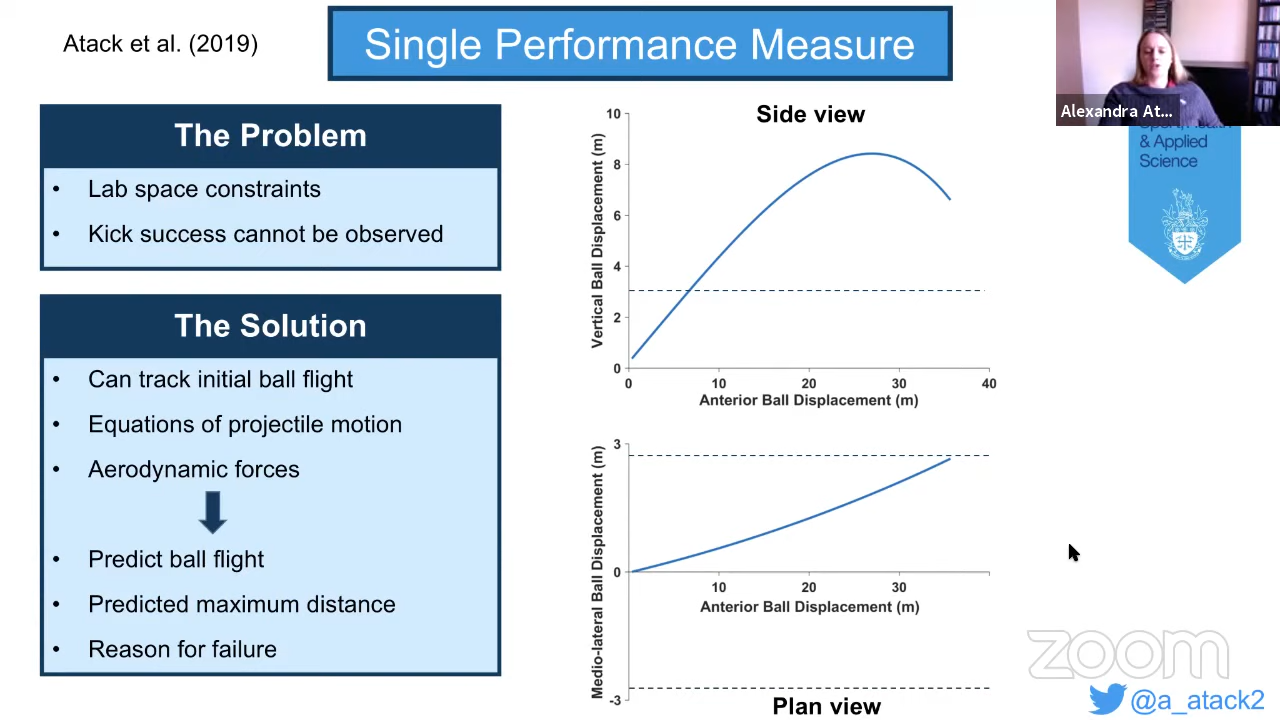 Atack et al. (2019)
Single Performance Measure
Alexandra At...
& Applied
Science
The Problem
• Lab space constraints
• Kick success cannot be observed
The Solution
• Can track initial ball flight
• Equations of projectile motion
• Aerodynamic forces
• Predict ball flight
• Predicted maximum distance
• Reason for failure
Side view
Vertical Ball Displacement (m)
10
8
6
4
2
0
0 10 20 30 40
Anterior Ball Displacement (m)
Medio-lateral Ball Displacement (m)
3
0
-3
10 20 30
Anterior Ball Displacement (m)
Plan view
zoom
@a_atack2